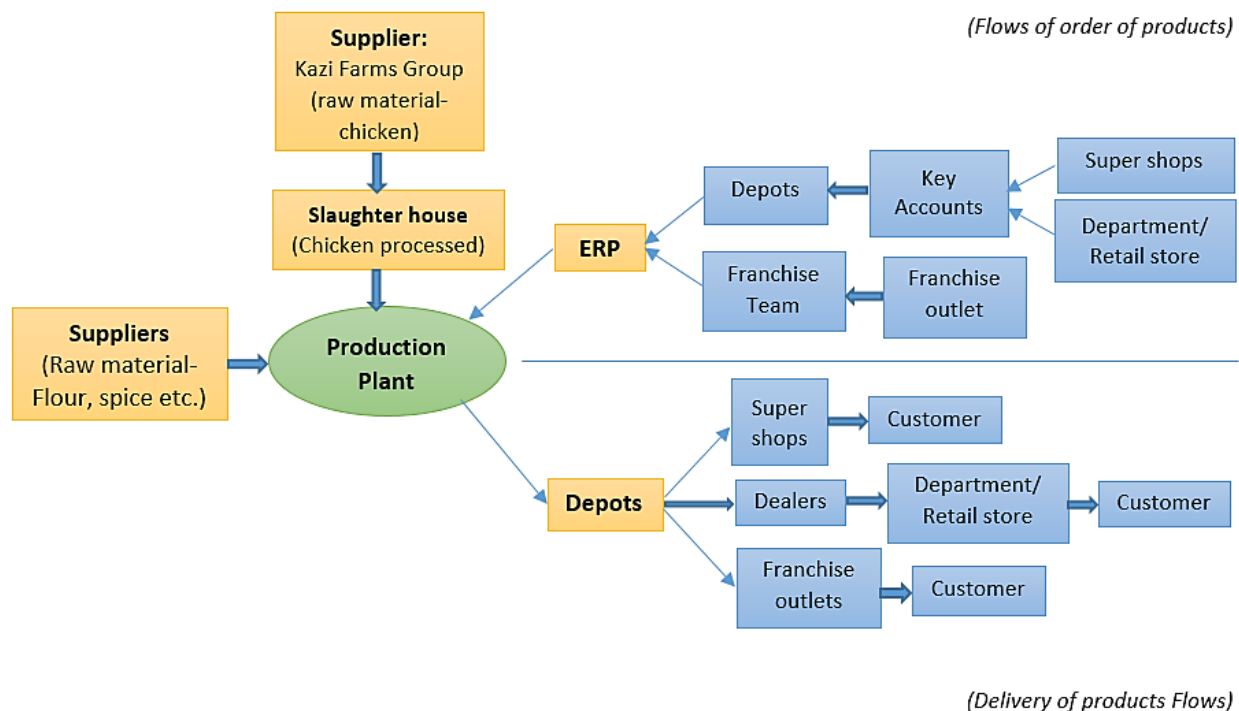 (Flows of order of products)
Supplier:
Kazi Farms Group
(raw material-
chicken)
Slaughter house
(Chicken processed)
Suppliers
(Raw material-
Flour, spice etc.)
Production
Plant
ERP
Depots
Key
Accounts
Super shops
Department/
Retail store
Franchise
Team
Franchise
outlet
Depots
Super
shops
Customer
Dealers
Department/
Retail store
Customer
Franchise
outlets
Customer
(Delivery of products Flows)